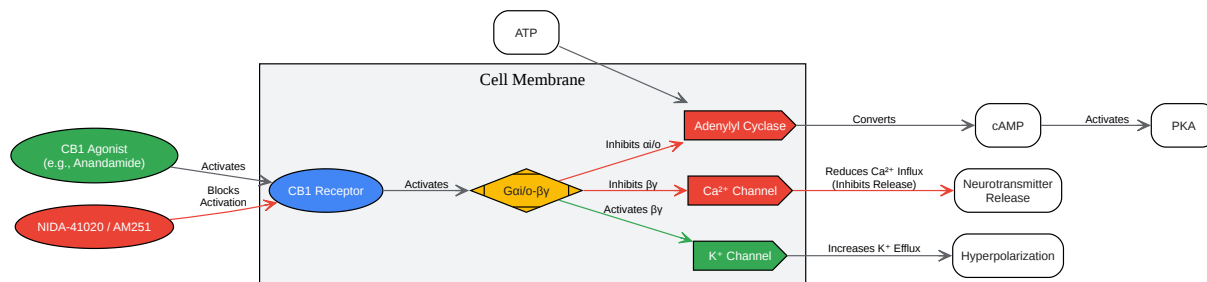 ATP
Cell Membrane
Adenylyl Cyclase
Converts
cAMP
Activates
PKA
CB1 Agonist
(e.g., Anandamide)
Activates
Inhibits αi/o
Blocks
Activation
CB1 Receptor
Activates
Gαi/o-βγ
Inhibits βγ
Ca²⁺ Channel
Reduces Ca²⁺ Influx
(Inhibits Release)
Neurotransmitter
Release
NIDA-41020 / AM251
Activates βγ
K⁺ Channel
Increases K⁺ Efflux
Hyperpolarization